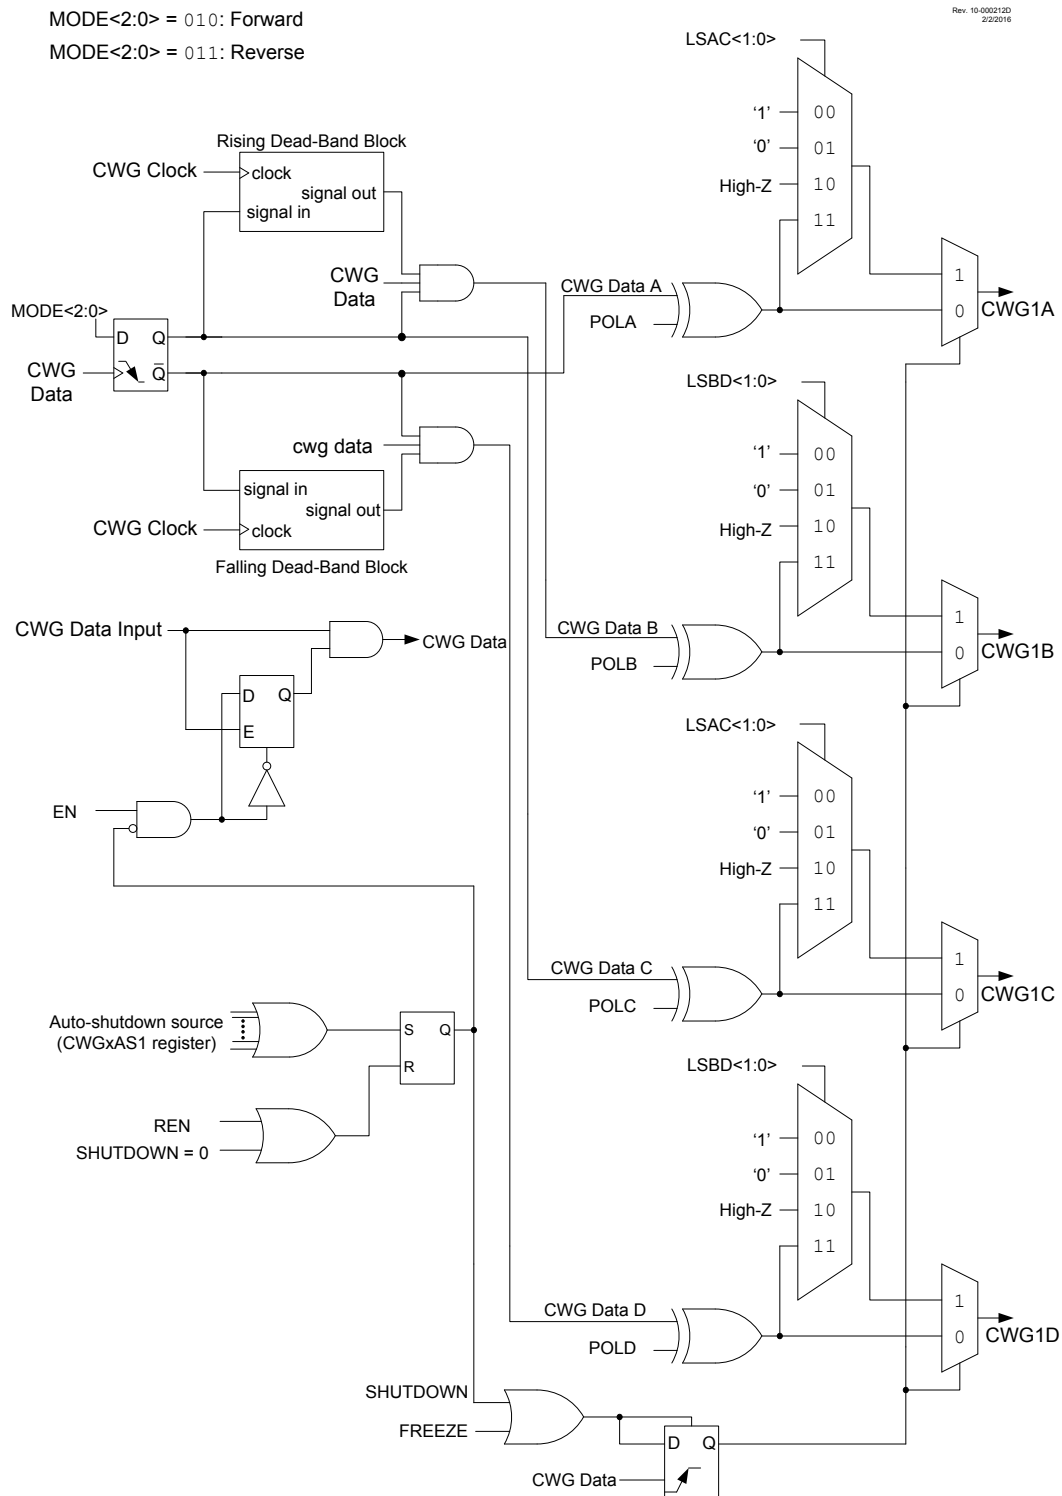 Rev. 10-000212D
2/2/2016
MODE<2:0> = 010: Forward
MODE<2:0> = 011: Reverse
LSAC<1:0>
'1'
00
'0'
01
High-Z
10
11
1
0
CWG1A
Rising Dead-Band Block
CWG Clock
clock
signal out
signal in
CWG
Data
CWG Data A
POLA
MODE<2:0>
D
Q
CWG
Data
Q
LSBD<1:0>
'1'
00
'0'
01
High-Z
10
11
1
0
CWG1B
cwg data
signal in
signal out
CWG Clock
clock
Falling Dead-Band Block
CWG Data Input
CWG Data
CWG Data B
POLB
D
Q
E
EN
LSAC<1:0>
'1'
00
'0'
01
High-Z
10
11
1
0
CWG1C
CWG Data C
POLC
Auto-shutdown source
(CWGxAS1 register)
S
Q
R
REN
SHUTDOWN = 0
LSBD<1:0>
'1'
00
'0'
01
High-Z
10
11
1
0
CWG1D
CWG Data D
POLD
SHUTDOWN
FREEZE
D
Q
CWG Data